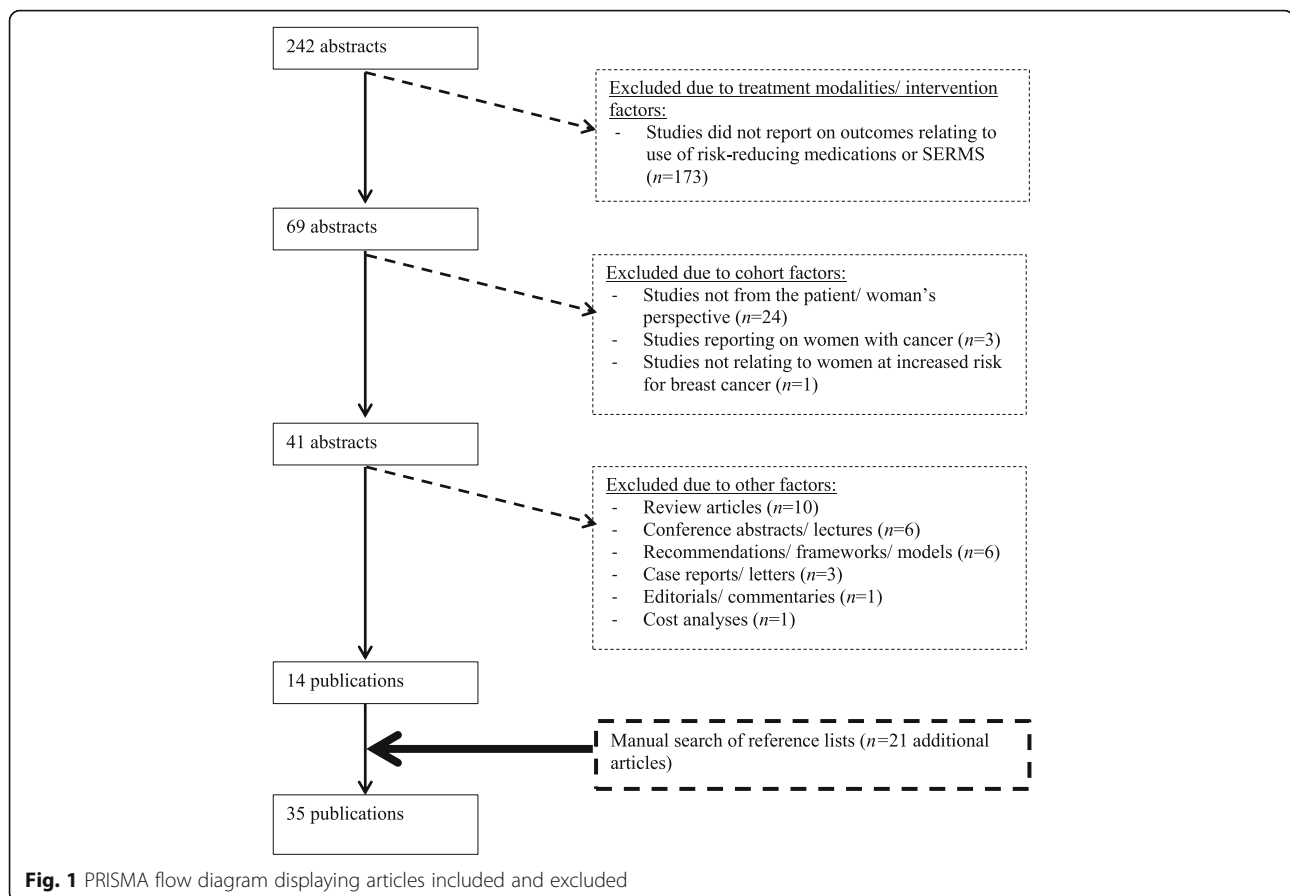 242 abstracts
Excluded due to treatment modalities/ intervention
factors:
- Studies did not report on outcomes relating to
use of risk-reducing medications or SERMS
(n=173)
69 abstracts
Excluded due to cohort factors:
- Studies not from the patient/ woman's
perspective (n=24)
- Studies reporting on women with cancer (n=3)
- Studies not relating to women at increased risk
for breast cancer (n=1)
41 abstracts
Excluded due to other factors:
- Review articles (n=10)
- Conference abstracts/ lectures (n=6)
- Recommendations/ frameworks/ models (n=6)
- Case reports/ letters (n=3)
- Editorials/ commentaries (n=1)
- Cost analyses (n=1)
14 publications
Manual search of reference lists (n=21 additional
articles)
35 publications
Fig. 1 PRISMA flow diagram displaying articles included and excluded